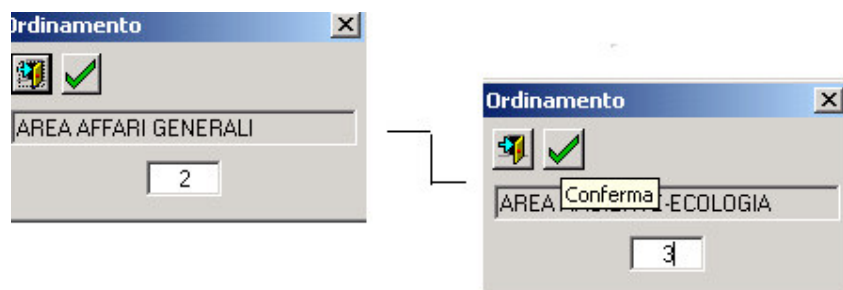 Ordinamento
AREA AFFARI GENERALI
2
Ordinamento
Conferma
AREA -ECOLOGIA
3